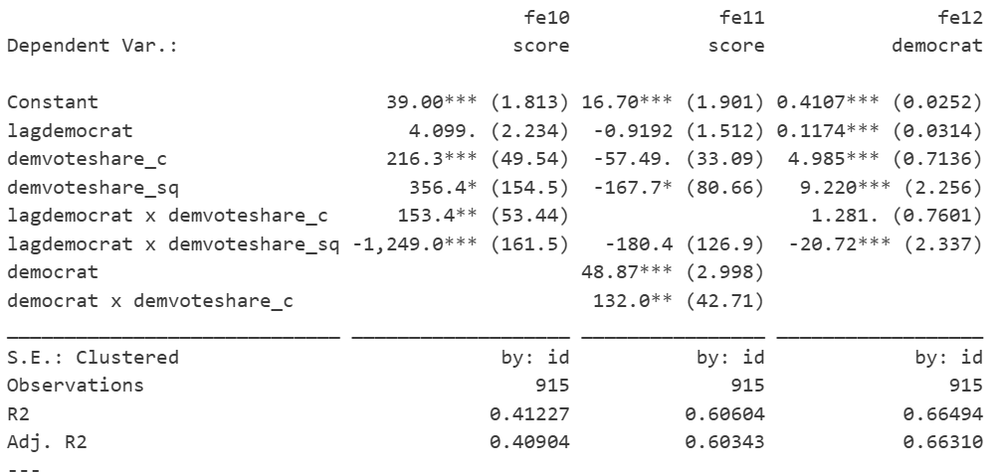 fe10 fe11 fe12
Dependent Var.: score score democrat
Constant 39.00*** (1.813) 16.70*** (1.901) 0.4107*** (0.0252)
lagdemocrat 4.099. (2.234) -0.9192 (1.512) 0.1174*** (0.0314)
demvoteshare_c 216.3*** (49.54) -57.49. (33.09) 4.985*** (0.7136)
demvoteshare_sq 356.4* (154.5) -167.7* (80.66) 9.220*** (2.256)
lagdemocrat x demvoteshare_c 153.4** (53.44) 1.281. (0.7601)
lagdemocrat x demvoteshare_sq -1,249.0*** (161.5) -180.4 (126.9) -20.72*** (2.337)
democrat 48.87*** (2.998)
democrat x demvoteshare_c 132.0** (42.71)
____________________________ ___________________ ________________ __________________
S.E.: Clustered by: id by: id by: id
Observations 915 915 915
R2 0.41227 0.60604 0.66494
Adj. R2 0.40904 0.60343 0.66310
---